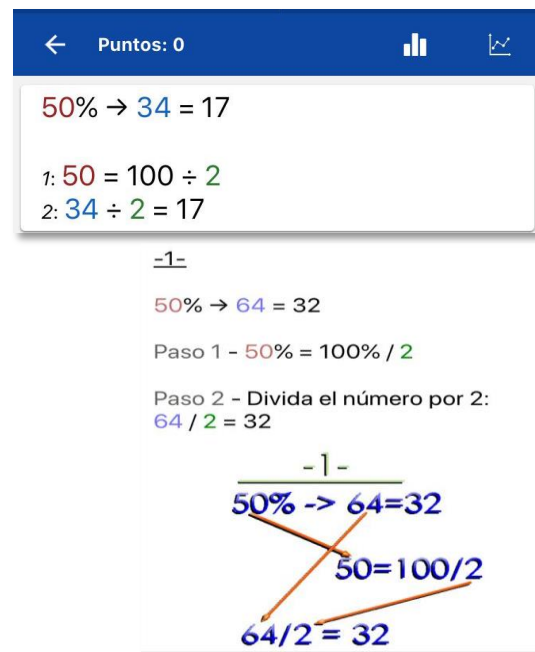 Puntos: 0
50% → 34 = 17
1: 50 = 100 ÷ 2
2: 34 ÷ 2 = 17
-1-
50% → 64 = 32
Paso 1 - 50% = 100% / 2
Paso 2 - Divida el número por 2:
64 / 2 = 32
-1-
50% -> 64=32
50=100/2
64/2 = 32